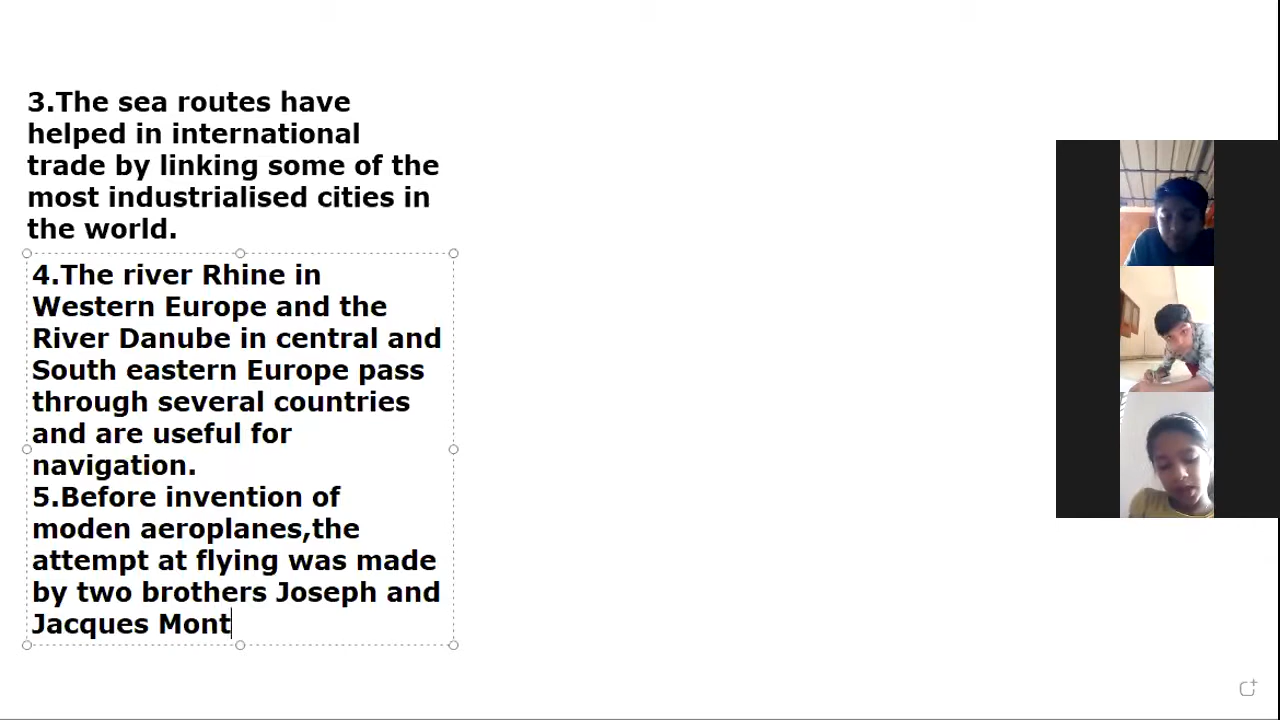 3.The sea routes have
helped in international
trade by linking some of the
most industrialised cities in
the world.
4.The river Rhine in
Western Europe and the
River Danube in central and
South eastern Europe pass
through several countries
and are useful for
navigation.
5.Before invention of
moden aeroplanes,the
attempt at flying was made
by two brothers Joseph and
Jacques Mont